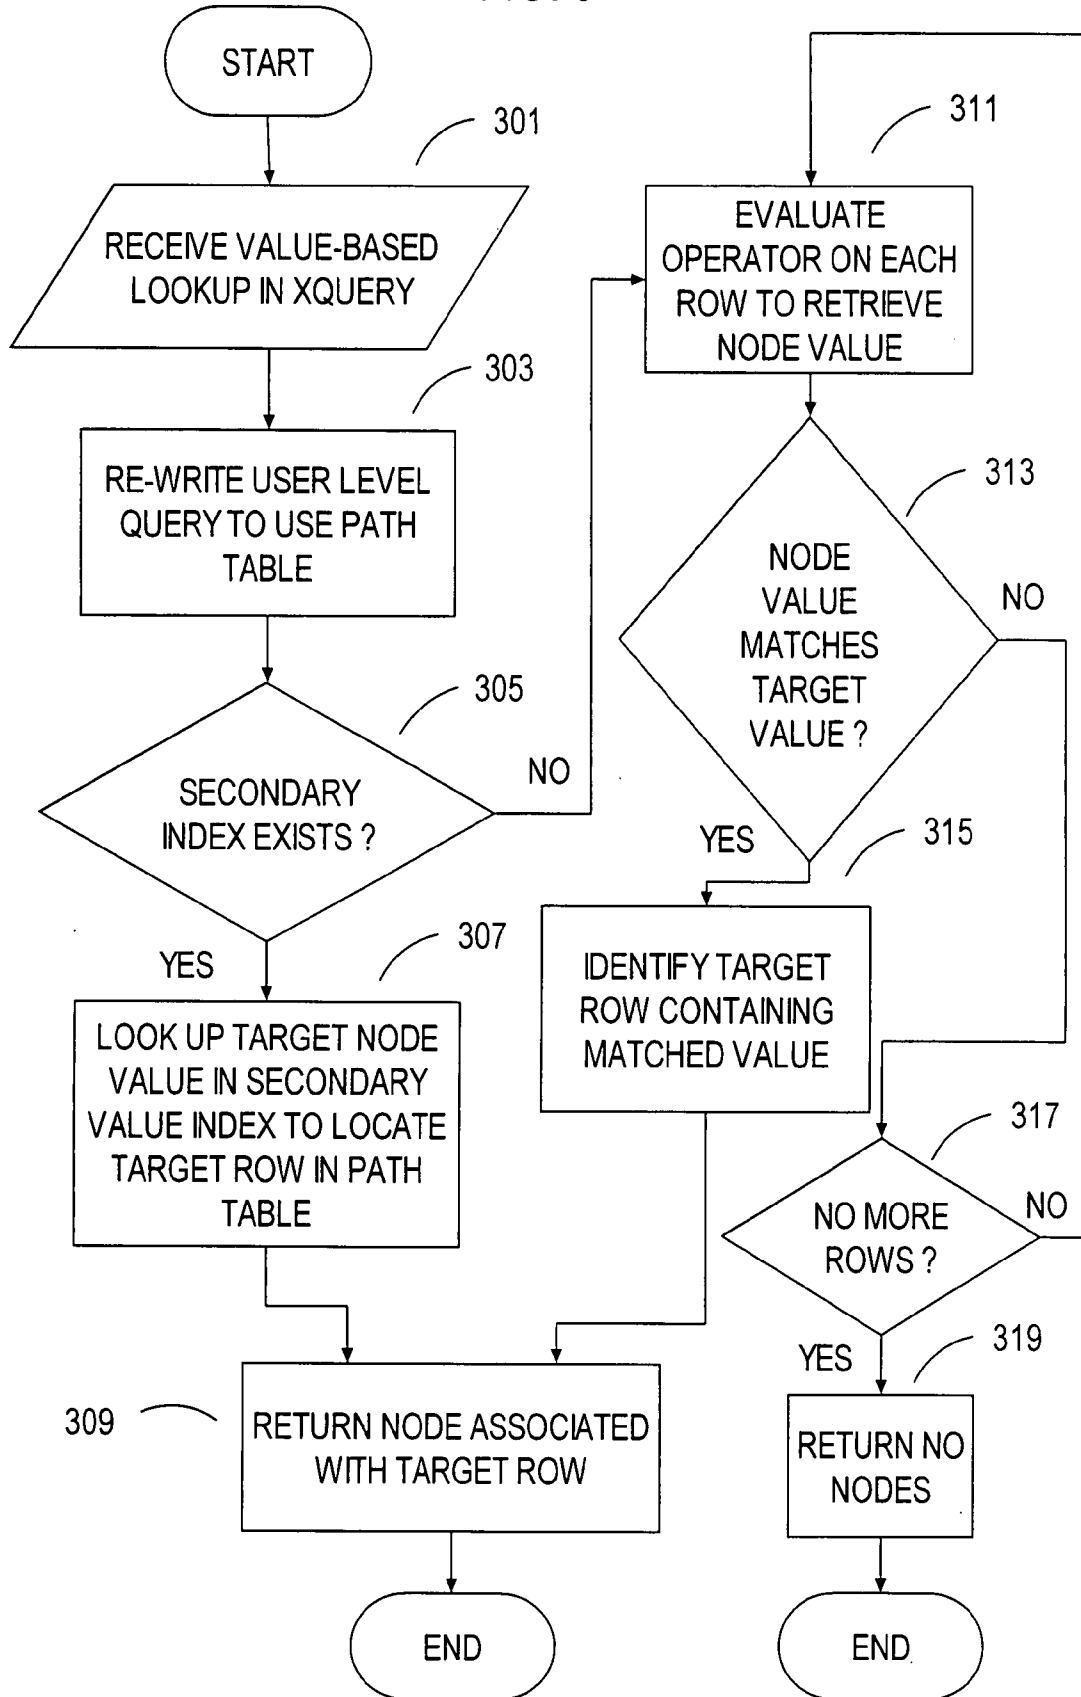 START
301
RECEIVE VALUE-BASED
LOOKUP IN XQUERY
303
RE-WRITE USER LEVEL
QUERY TO USE PATH
TABLE
305
SECONDARY
INDEX EXISTS ?
NO
YES
307
LOOK UP TARGET NODE
VALUE IN SECONDARY
VALUE INDEX TO LOCATE
TARGET ROW IN PATH
TABLE
309
RETURN NODE ASSOCIATED
WITH TARGET ROW
END
311
EVALUATE
OPERATOR ON EACH
ROW TO RETRIEVE
NODE VALUE
313
NODE
VALUE
MATCHES
TARGET
VALUE ?
NO
YES
315
IDENTIFY TARGET
ROW CONTAINING
MATCHED VALUE
317
NO MORE
ROWS ?
NO
YES
319
RETURN NO
NODES
END